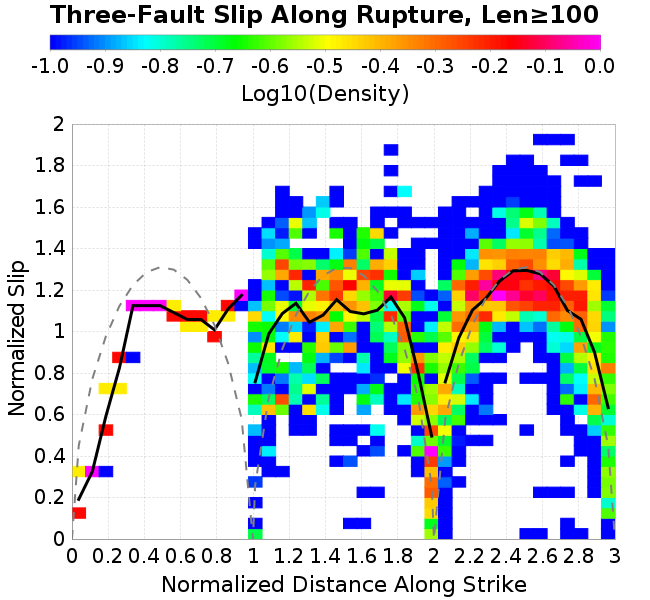 Three-Fault Slip Along Rupture, Len≥100
-1.0 -0.9 -0.8 -0.7 -0.6 -0.5 -0.4 -0.3 -0.2 -0.1 0.0
Log10(Density)
2
1.8
1.6
1.4
1.2
1
0.8
0.6
0.4
0.2
0
Normalized Slip
0 0.2 0.4 0.6 0.8 1 1.2 1.4 1.6 1.8 2 2.2 2.4 2.6 2.8 3
Normalized Distance Along Strike